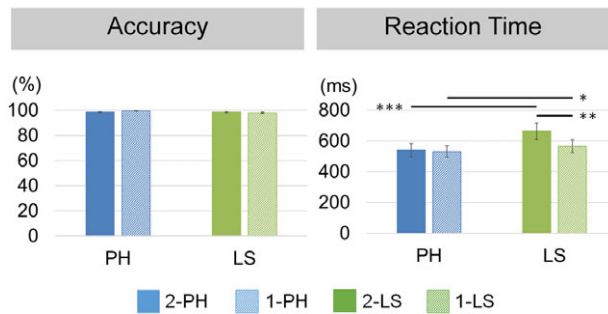 Accuracy
Reaction Time
(%)
100
80
60
40
20
0
PH
LS
(ms)
800
600
400
200
0
***
*
**
PH
LS
2-PH
1-PH
2-LS
1-LS